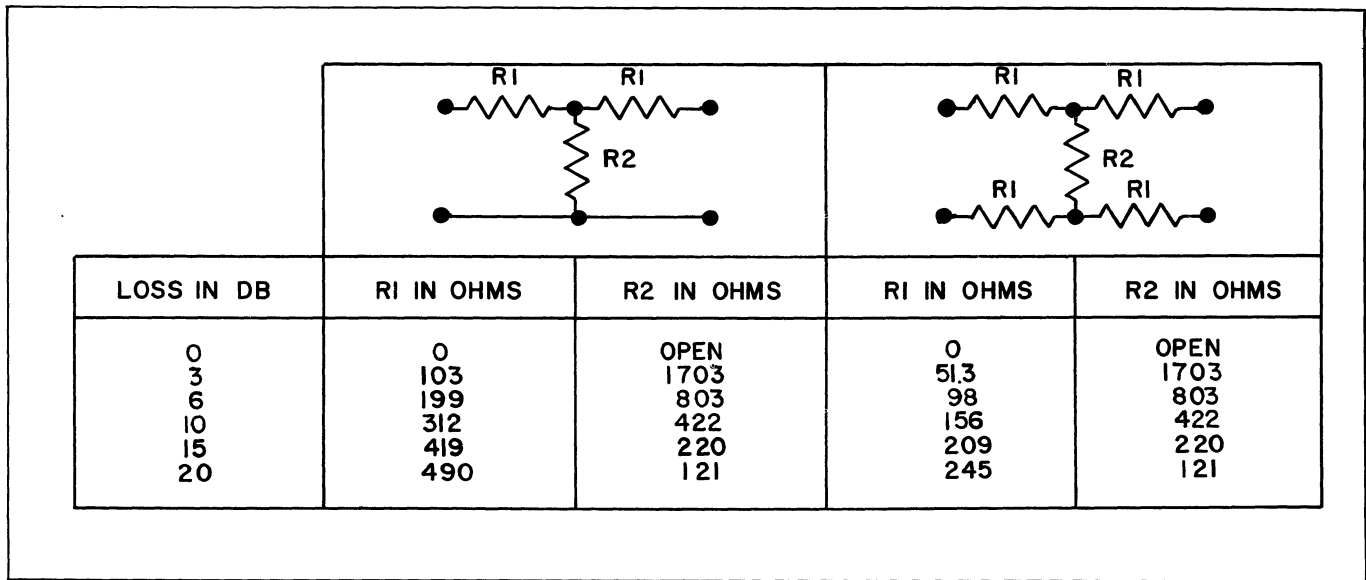 R1 R1 R1 R1
R2 R2
R1 R1
LOSS IN DB R1 IN OHMS R2 IN OHMS R1 IN OHMS R2 IN OHMS
0 0 OPEN 0 OPEN
3 103 1703 51.3 1703
6 199 803 98 803
10 312 422 156 422
15 419 220 209 220
20 490 121 245 121